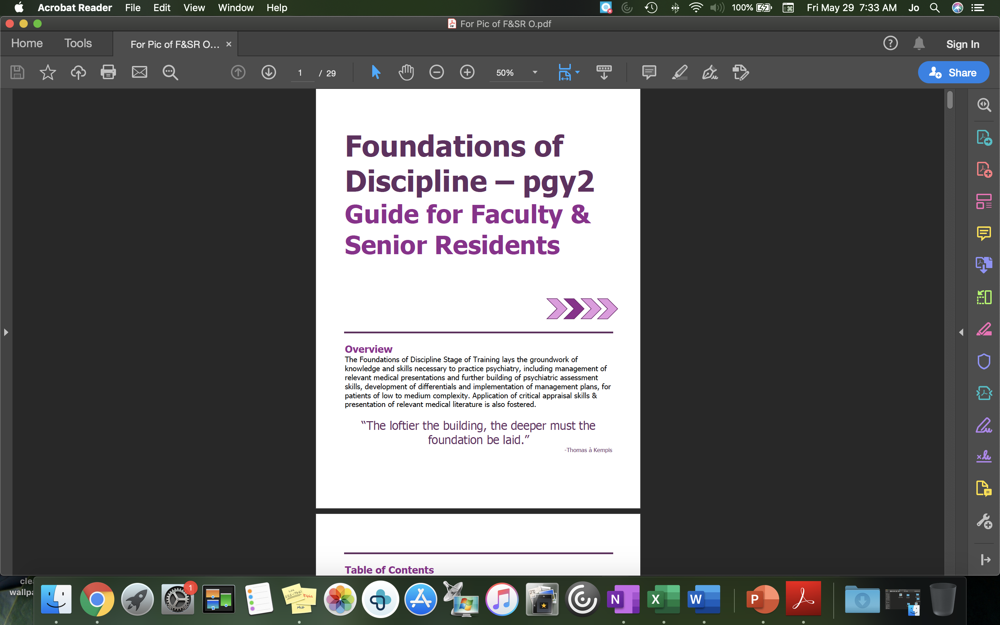 Acrobat Reader File Edit View Window Help 100% Fri May 29 7:33 AM Jo
For Pic of F&SR O.pdf
Home Tools For Pic of F&SR O... × ? Sign In
1 / 29 50% Share
Foundations of
Discipline – pgy2
Guide for Faculty &
Senior Residents
Overview
The Foundations of Discipline Stage of Training lays the groundwork of
knowledge and skills necessary to practice psychiatry, including management of
relevant medical presentations and further building of psychiatric assessment
skills, development of differentials and implementation of management plans, for
patients of low to medium complexity. Application of critical appraisal skills &
presentation of relevant medical literature is also fostered.
“The loftier the building, the deeper must the
foundation be laid.”
-Thomas à Kempis
Table of Contents
wallpa
1
EGGS
MILK
N X W P